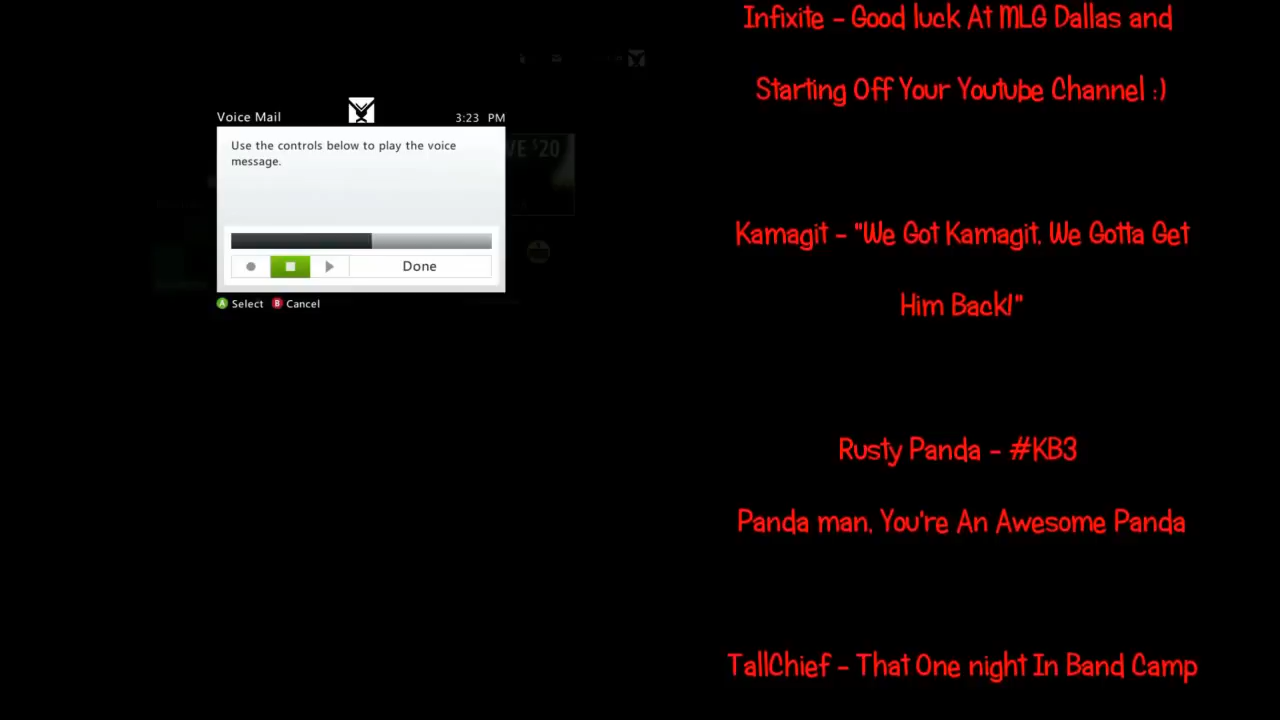 Infixite - Good luck At MLG Dallas and
Starting Off Your Youtube Channel :)
Voice Mail
3:23 PM
Use the controls below to play the voice
message.
VE $20
Done
A Select B Cancel
Kamagit - "We Got Kamagit, We Gotta Get
Him Back!"
Rusty Panda - #KB3
Panda man, You're An Awesome Panda
TallChief - That One night In Band Camp